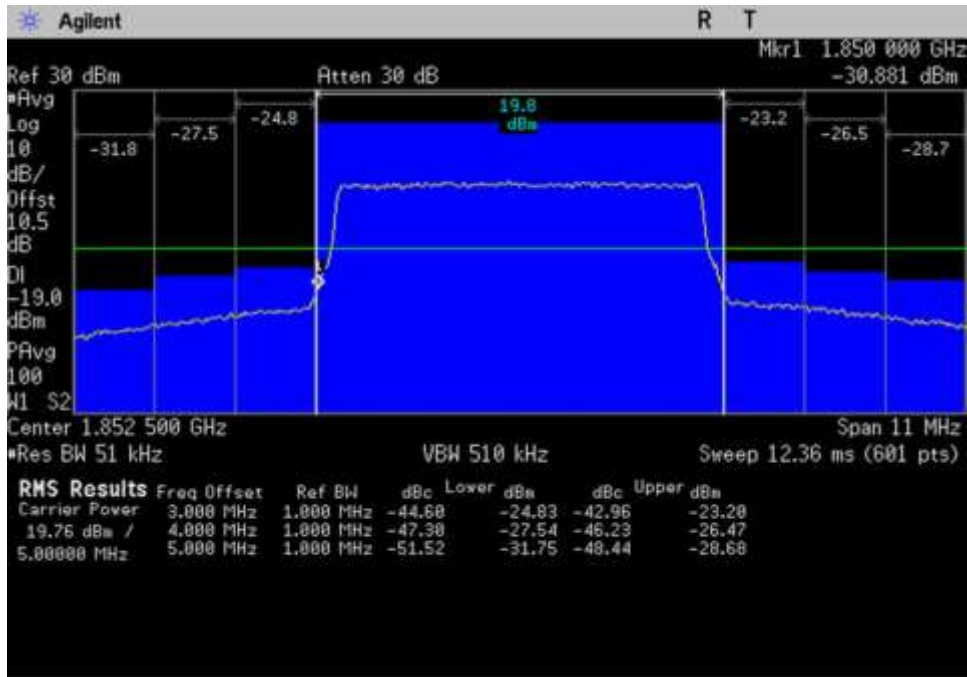 Agilent R T
Mkr1 1.850 000 GHz
Ref 30 dBm Atten 30 dB -30.881 dBm
#Avg
Log
10
dB/
Offst
10.5
dB
DI
-19.0
dBm
PAvg
100
W1 S2
-31.8 -27.5 -24.8 19.8 -23.2 -26.5 -28.7
dBm
Center 1.852 500 GHz Span 11 MHz
#Res BW 51 kHz VBW 510 kHz Sweep 12.36 ms (601 pts)
RMS Results Freq Offset Ref BW dBc Lower dBm dBc Upper dBm
Carrier Power 3.000 MHz 1.000 MHz -44.60 -24.83 -42.96 -23.20
19.76 dBm / 4.000 MHz 1.000 MHz -47.30 -27.54 -46.23 -26.47
5.00000 MHz 5.000 MHz 1.000 MHz -51.52 -31.75 -48.44 -28.68